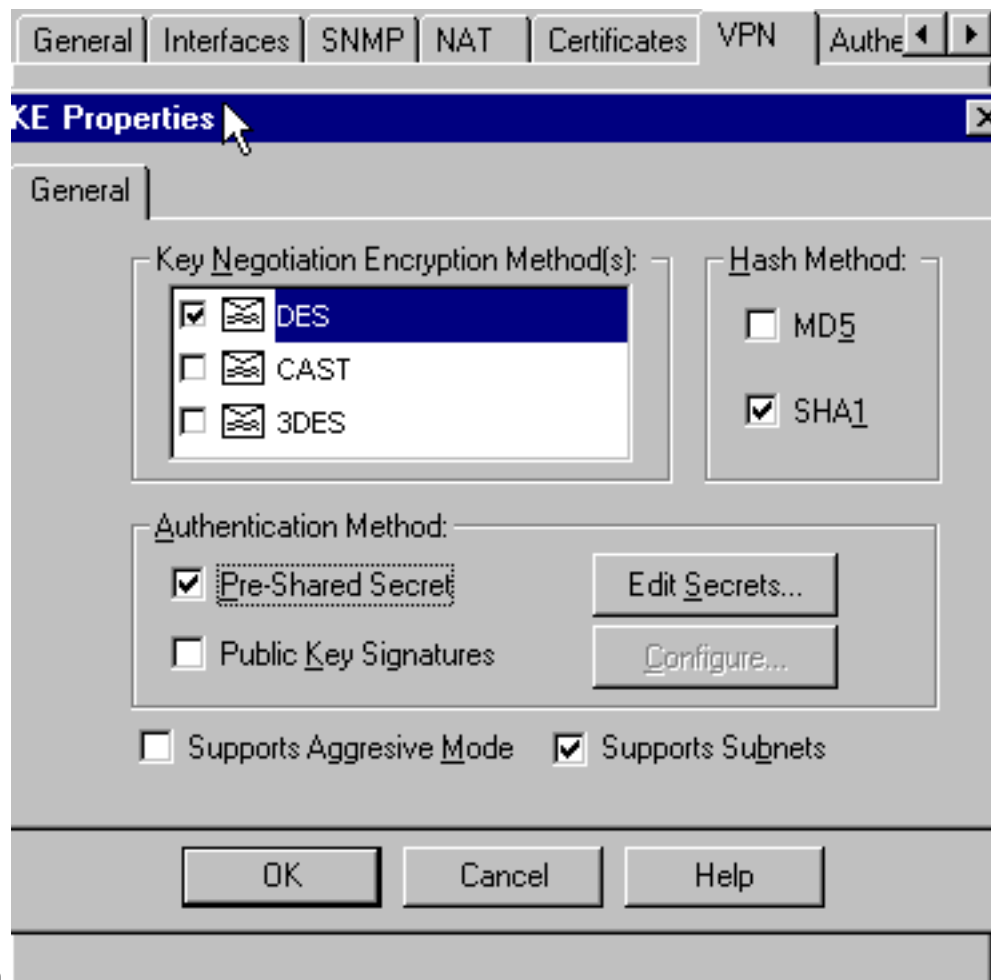 General Interfaces SNMP NAT Certificates VPN Authe
KE Properties
General
Key Negotiation Encryption Method(s):
DES
CAST
3DES
Hash Method:
MD5
SHA1
Authentication Method:
Pre-Shared Secret Edit Secrets...
Public Key Signatures Configure...
Supports Aggresive Mode Supports Subnets
OK Cancel Help